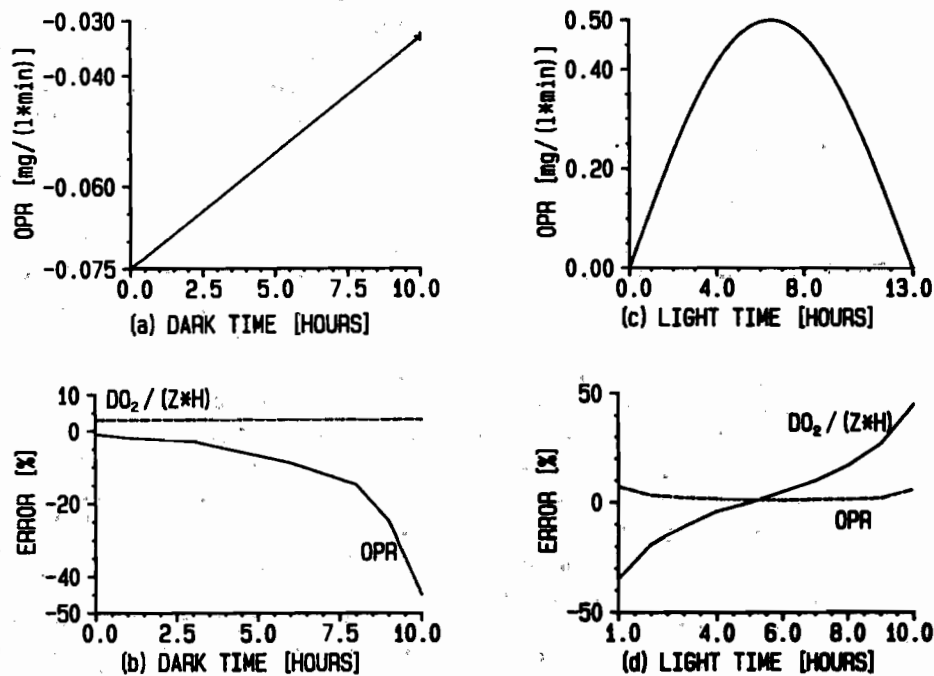 -0.030
-0.040
-0.060
-0.075
OPR [mg/(l*min)]
0.0 2.5 5.0 7.5 10.0
(a) DARK TIME [HOURS]
0.50
0.40
0.20
0.00
OPR [mg/(l*min)]
0.0 4.0 8.0 13.0
(c) LIGHT TIME [HOURS]
10
0
-20
-40
-50
ERROR [%]
DO₂/(Z*H)
OPR
0.0 2.5 5.0 7.5 10.0
(b) DARK TIME [HOURS]
50
0
-50
ERROR [%]
DO₂/(Z*H)
OPR
1.0 4.0 8.0 10.0
(d) LIGHT TIME [HOURS]